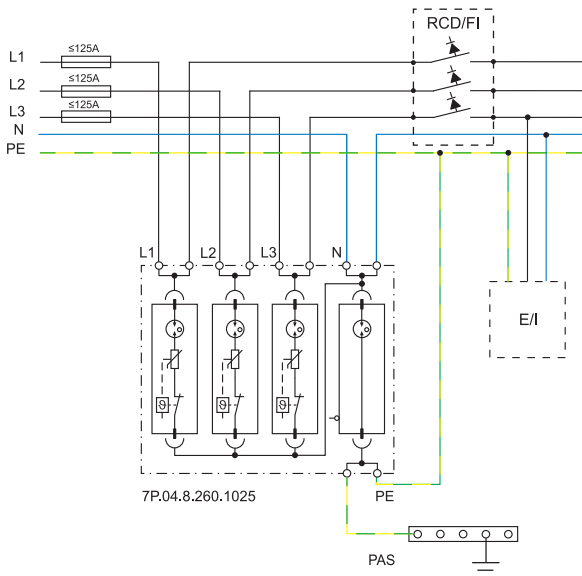 RCD/FI
L1 ≤125A
L2 ≤125A
L3 ≤125A
N
PE
L1 L2 L3 N
E/I
ϑ ϑ ϑ
7P.04.8.260.1025 PE
PAS